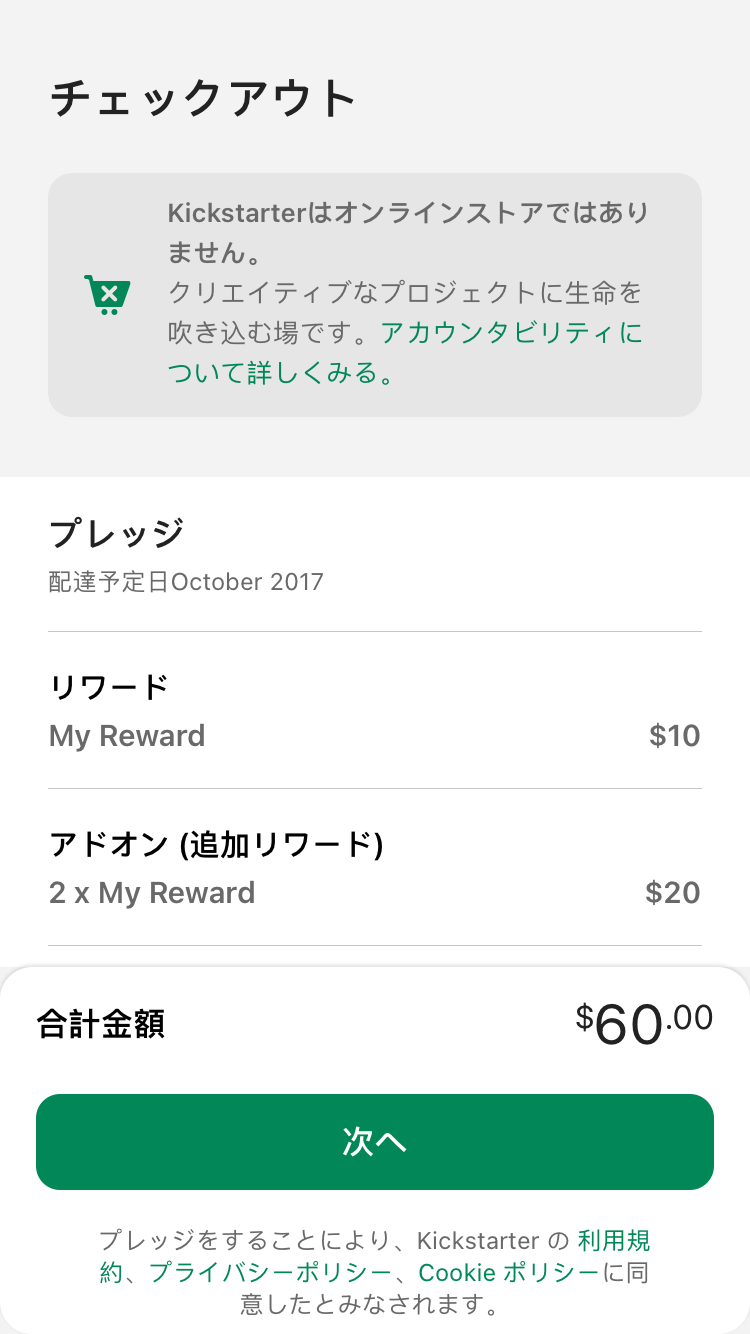 チェックアウト
Kickstarterはオンラインストアではあり
ません。
クリエイティブなプロジェクトに生命を
吹き込む場です。アカウンタビリティに
ついて詳しくみる。
プレッジ
配達予定日October 2017
リワード
My Reward $10
アドオン (追加リワード)
2 x My Reward $20
合計金額 $60.00
次へ
プレッジをすることにより、Kickstarter の 利用規
約、プライバシーポリシー、Cookie ポリシーに同
意したとみなされます。